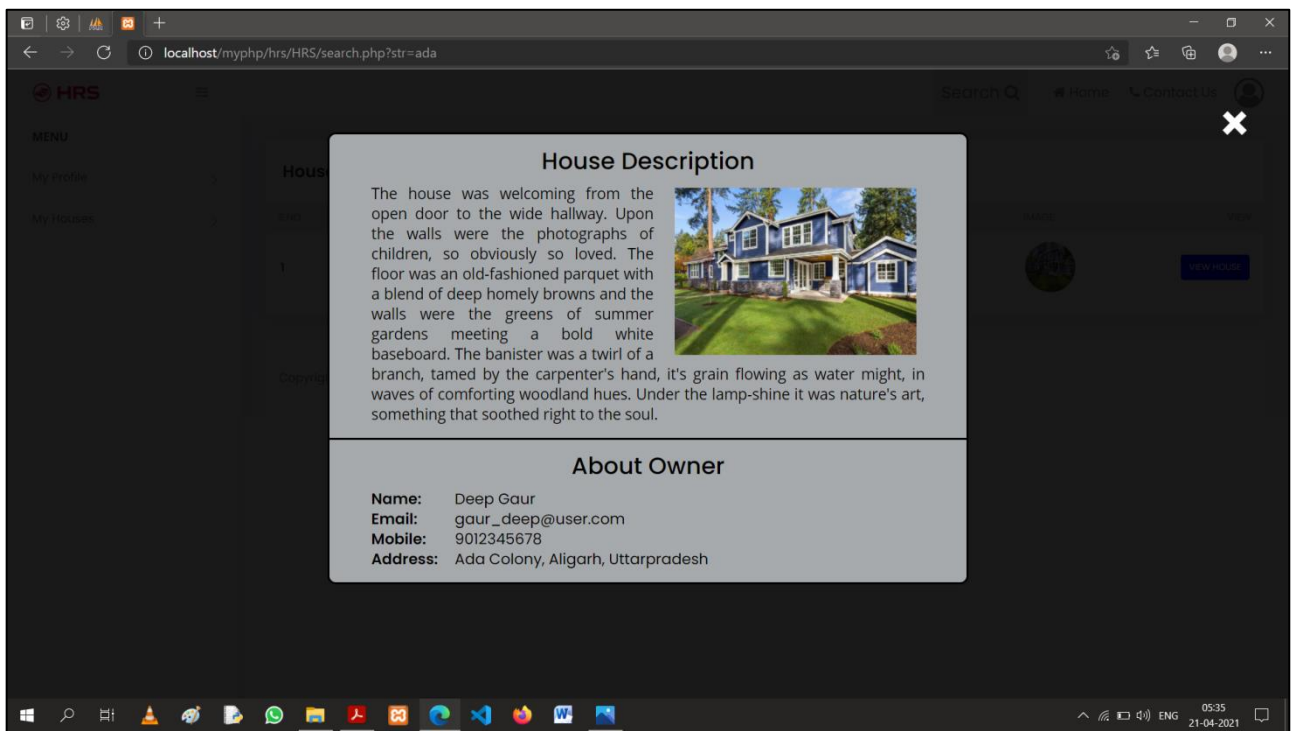 localhost/myphp/hrs/HRS/search.php?str=ada
HRS
Search
Home
Contact Us
MENU
My Profile
My Houses
Hous
VIEW HOUSE
1
Copyrig
House Description
The house was welcoming from the
open door to the wide hallway. Upon
the walls were the photographs of
children, so obviously so loved. The
floor was an old-fashioned parquet with
a blend of deep homely browns and the
walls were the greens of summer
gardens meeting a bold white
baseboard. The banister was a twirl of a
branch, tamed by the carpenter's hand, it's grain flowing as water might, in
waves of comforting woodland hues. Under the lamp-shine it was nature's art,
something that soothed right to the soul.
About Owner
Name: Deep Gaur
Email: gaur_deep@user.com
Mobile: 9012345678
Address: Ada Colony, Aligarh, Uttarpradesh
ENG
05:35
21-04-2021